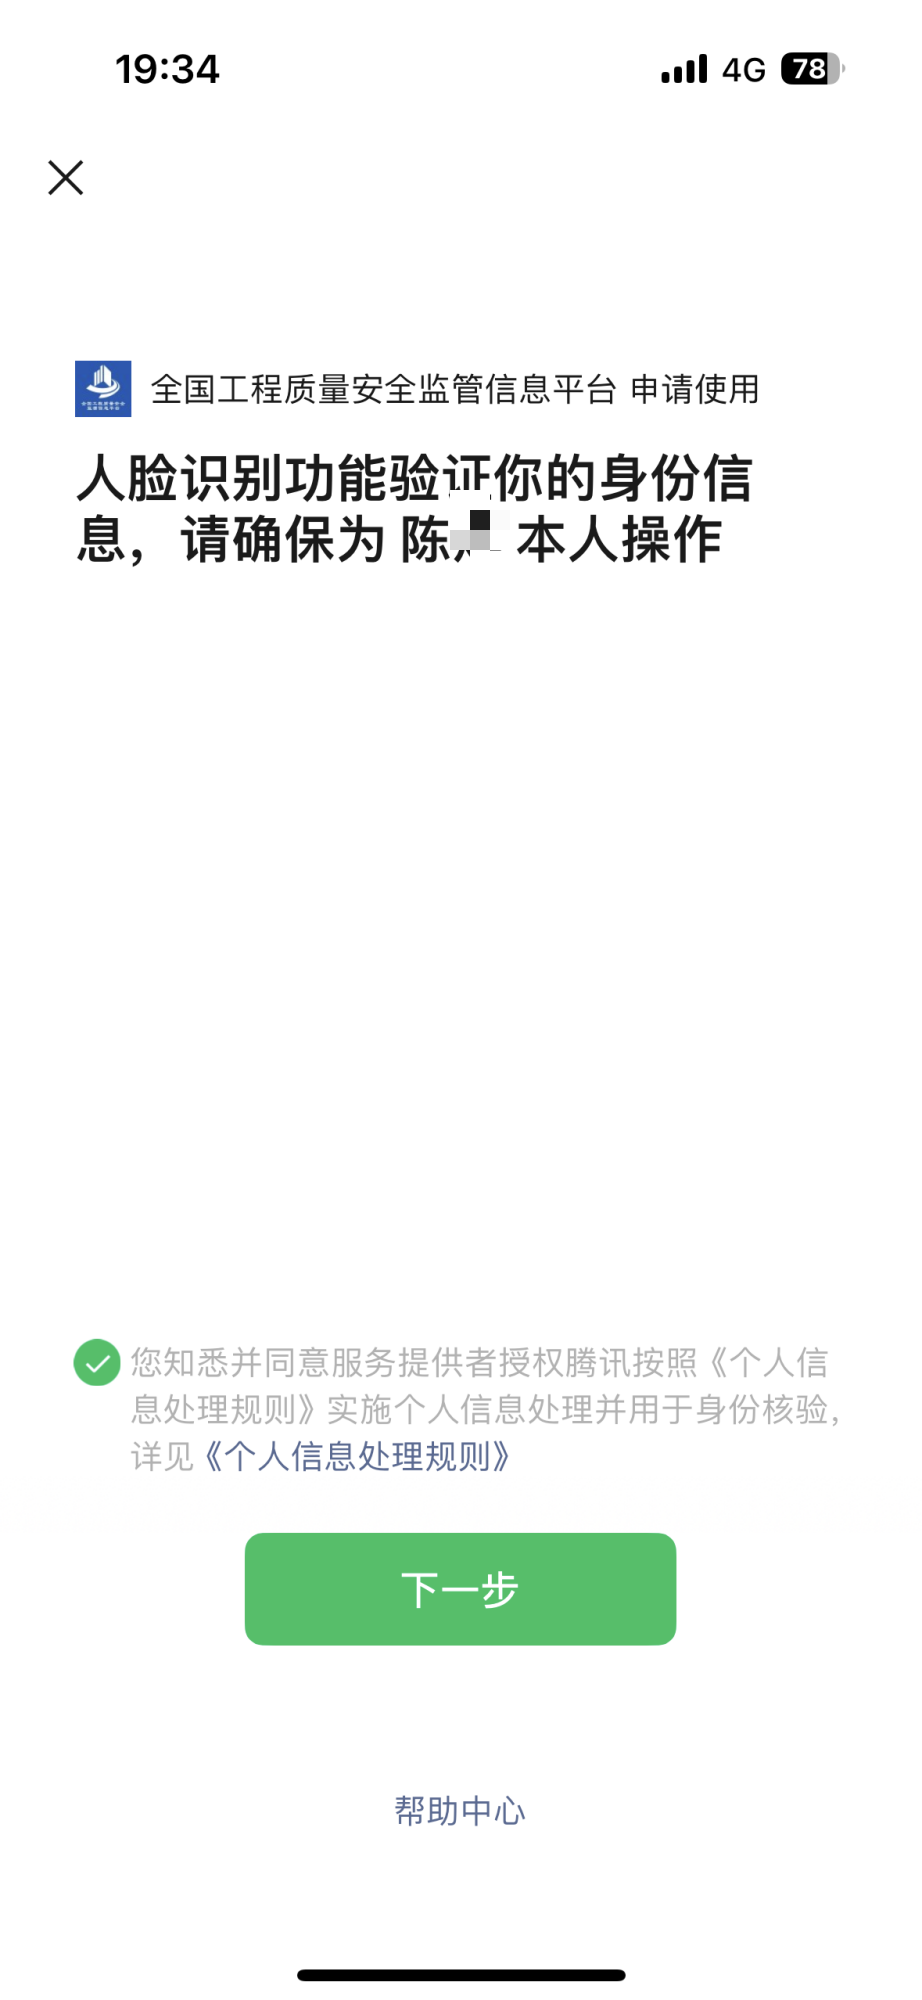 19:34
4G 78
全国工程质量安全监管信息平台 申请使用
人脸识别功能验证你的身份信
息，请确保为 陈 本人操作
您知悉并同意服务提供者授权腾讯按照《个人信
息处理规则》实施个人信息处理并用于身份核验，
详见《个人信息处理规则》
下一步
帮助中心